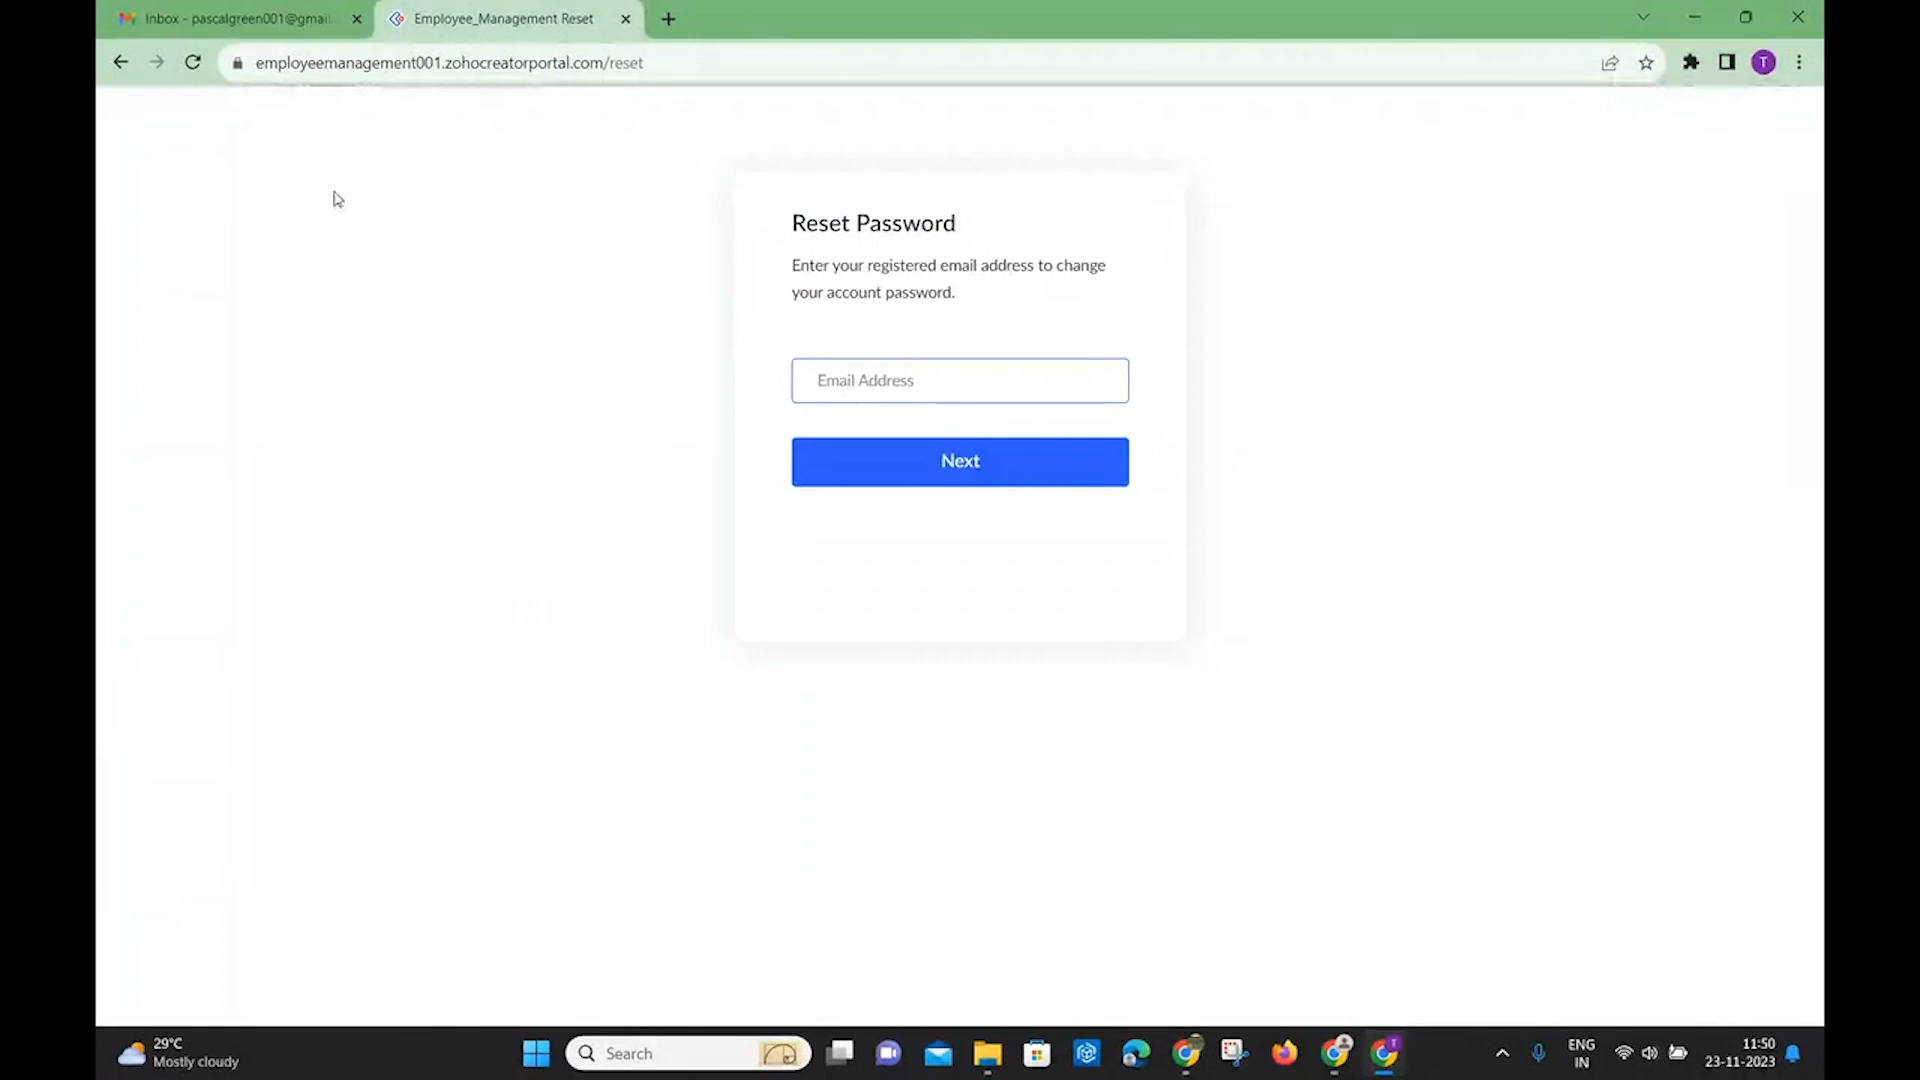 Inbox - pascalgreen001@gmail.
Employee_Management Reset
employeemanagement001.zohocreatorportal.com/reset
T
Reset Password
Enter your registered email address to change
your account password.
Email Address
Next
29°C
Mostly cloudy
Search
T
ENG
IN
11:50
23-11-2023